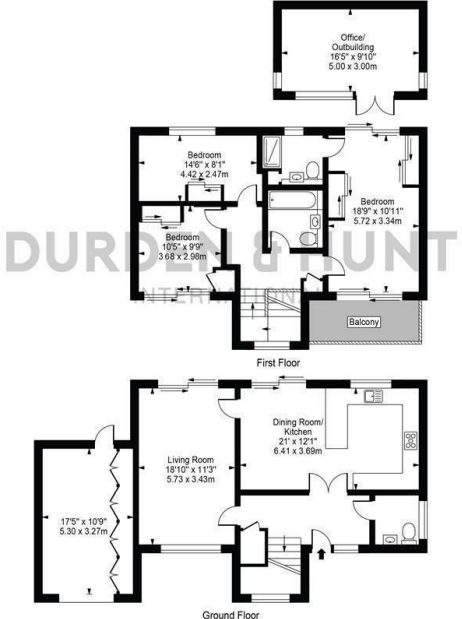 Office/
Outbuilding
16'5" x 9'10"
5.00 x 3.00m
Bedroom
14'6" x 8'1"
4.42 x 2.47m
Bedroom
18'9" x 10'11"
5.72 x 3.34m
Bedroom
10'5" x 9'9"
3.68 x 2.98m
DURDEN & HUNT
INTERNATIONAL
Balcony
First Floor
Dining Room/
Kitchen
21' x 12'1"
6.41 x 3.69m
Living Room
18'10" x 11'3"
5.73 x 3.43m
17'5" x 10'9"
5.30 x 3.27m
Ground Floor